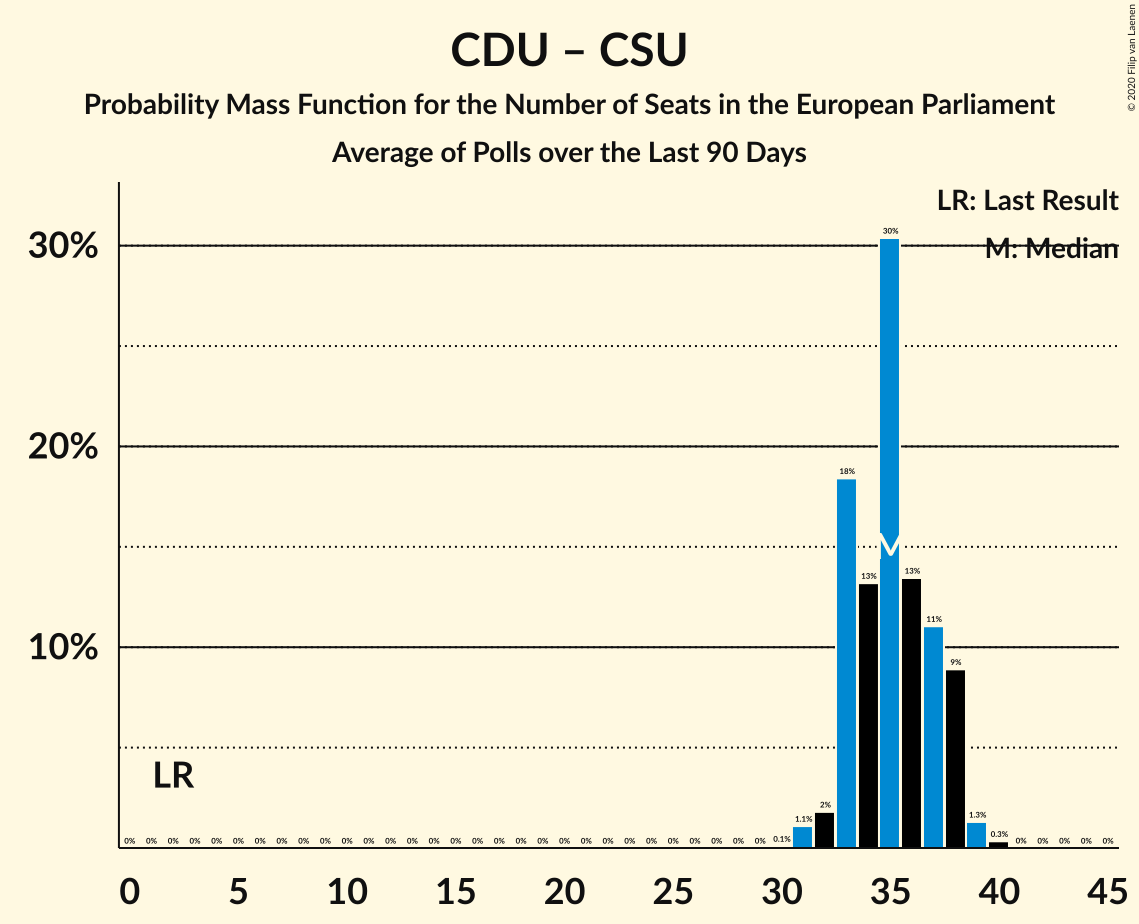 CDU – CSU
Probability Mass Function for the Number of Seats in the European Parliament
Average of Polls over the Last 90 Days
© 2020 Filip van Laenen
LR: Last Result
M: Median
30%
20%
10%
LR
M
0% 0% 0% 0% 0% 0% 0% 0% 0% 0% 0% 0% 0% 0% 0% 0% 0% 0% 0% 0% 0% 0% 0% 0% 0% 0% 0% 0% 0% 0% 0.1% 1.1% 2% 18% 13% 30% 13% 11% 9% 1.3% 0.3% 0% 0% 0% 0% 0%
0 5 10 15 20 25 30 35 40 45